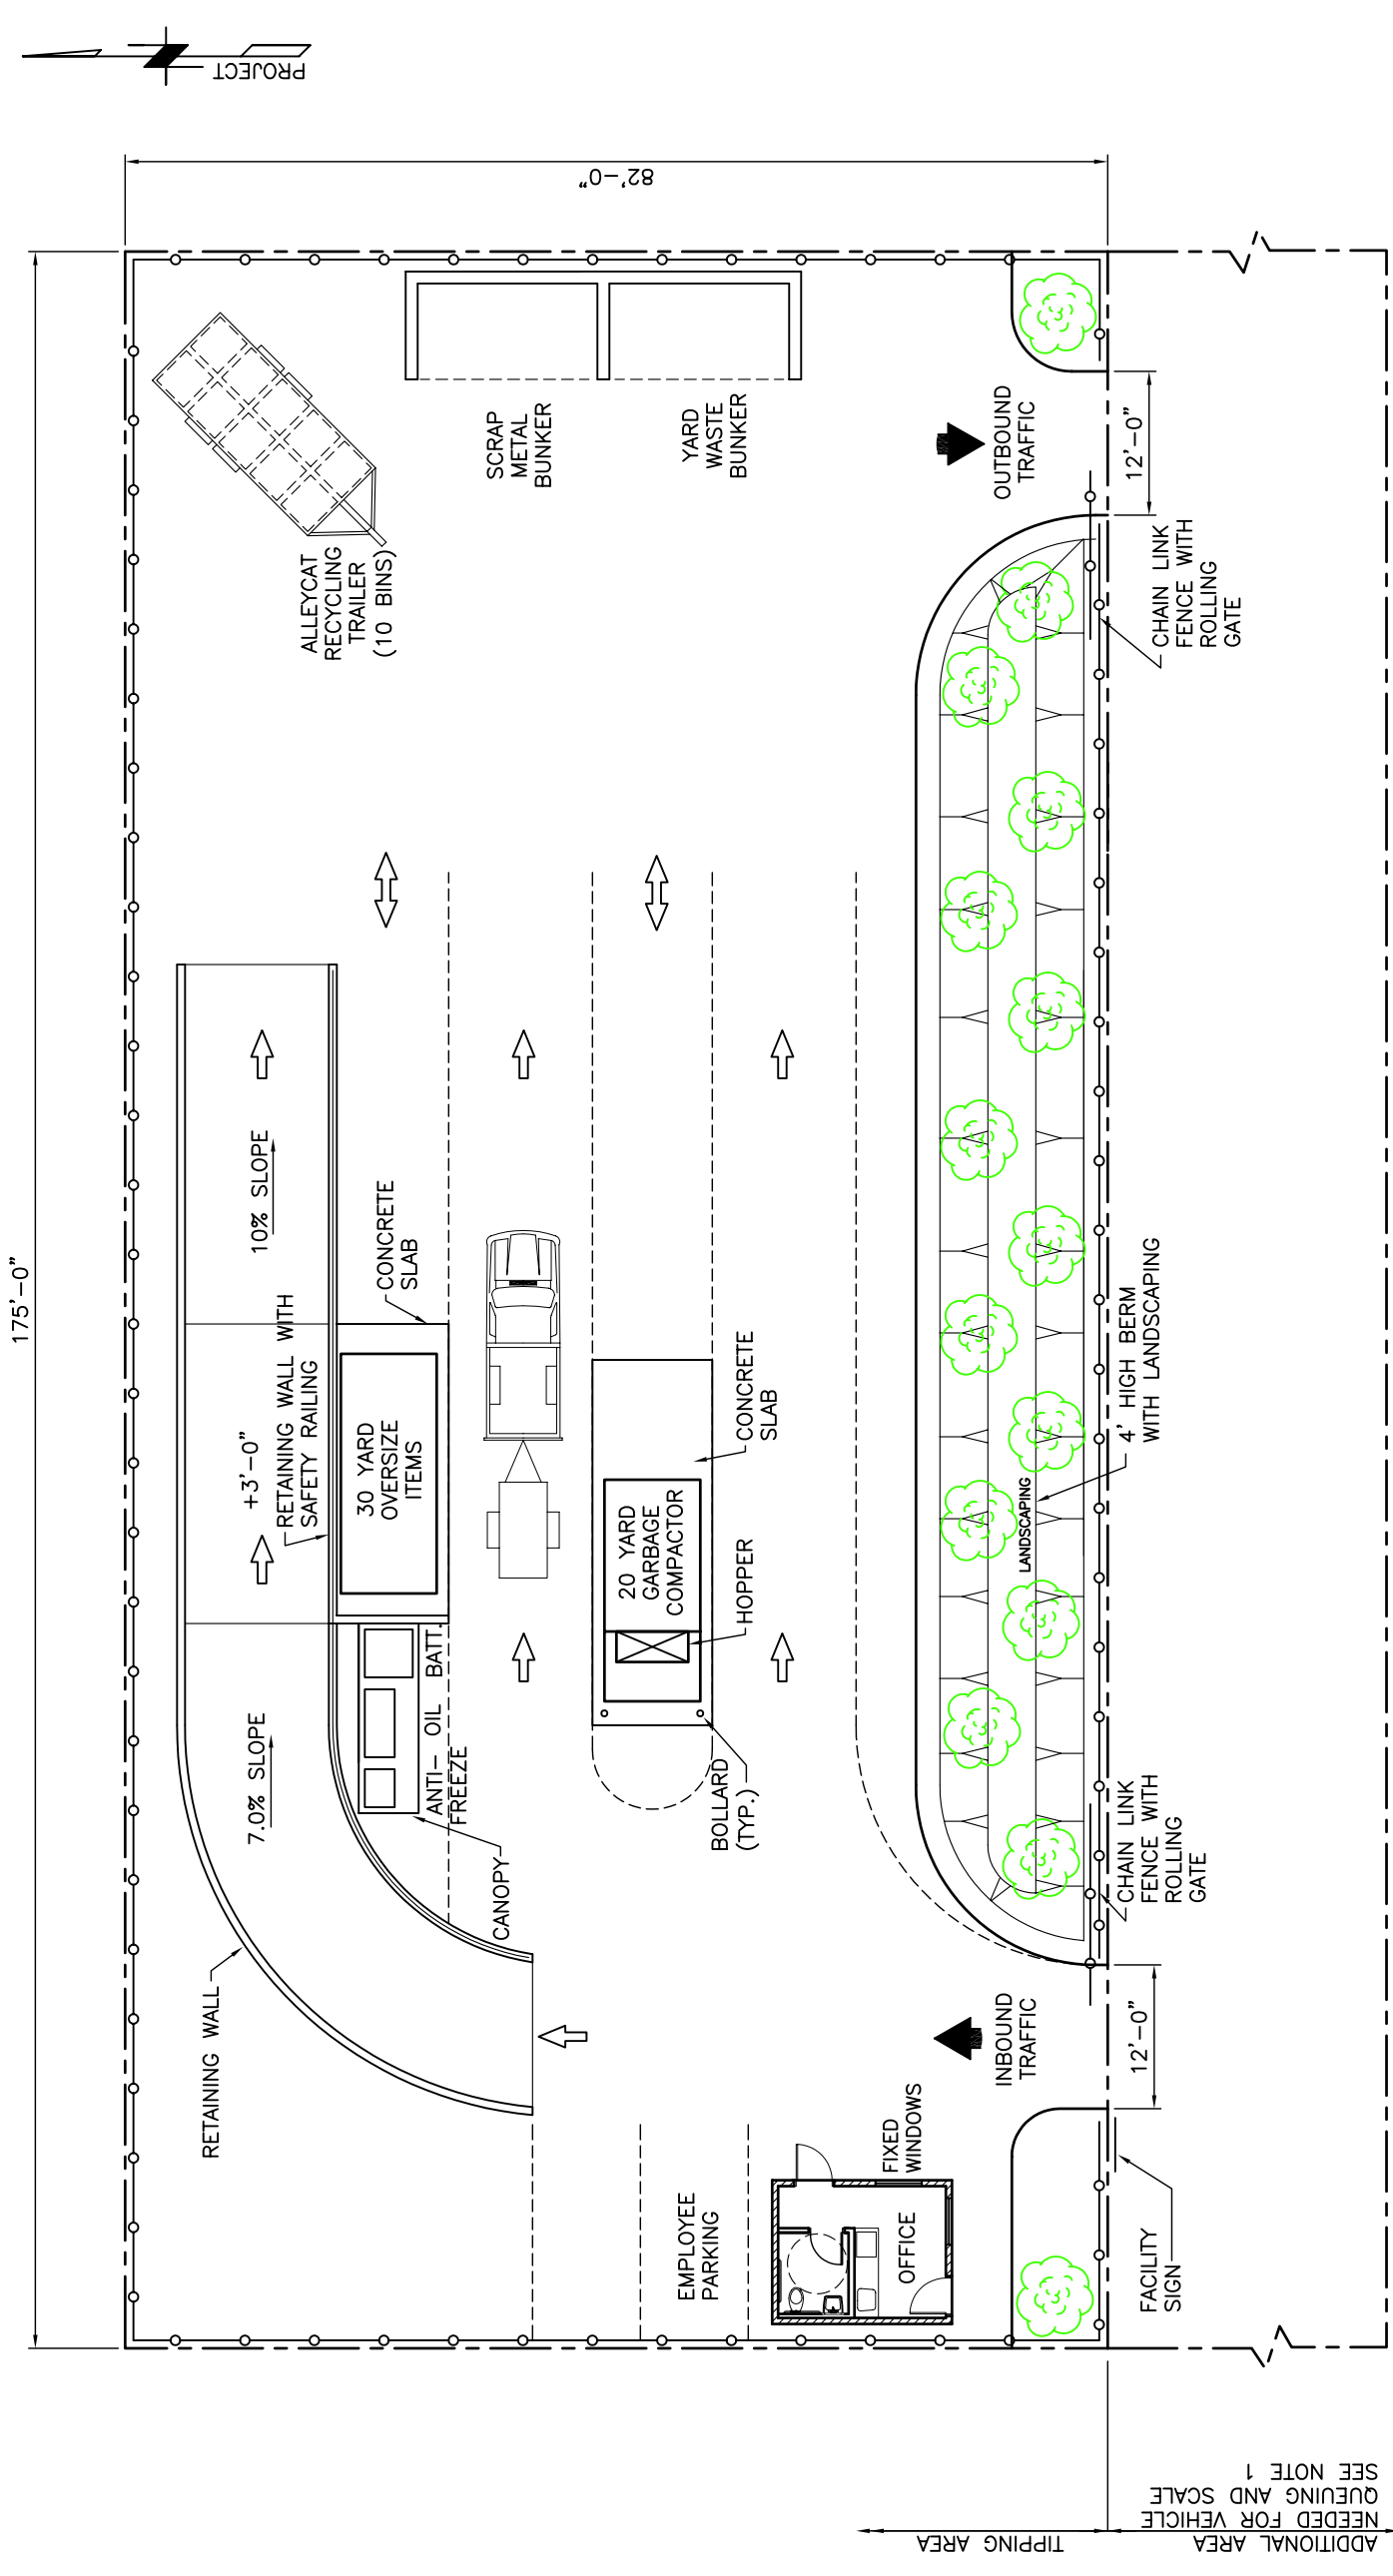 PROJECT
82'-0"
175'-0"
ALLEYCAT
RECYCLING
TRAILER
(10 BINS)
SCRAP
METAL
BUNKER
YARD
WASTE
BUNKER
OUTBOUND
TRAFFIC
12'-0"
CHAIN LINK
FENCE WITH
ROLLING
GATE
10% SLOPE
CONCRETE
SLAB
+3'-0"
RETAINING WALL WITH
SAFETY RAILING
30 YARD
OVERSIZE
ITEMS
CONCRETE
SLAB
20 YARD
GARBAGE
COMPACTOR
HOPPER
4' HIGH BERM
WITH LANDSCAPING
LANDSCAPING
7.0% SLOPE
BATT.
OIL
ANTI-
FREEZE
CANOPY
BOLLARD
(TYP.)
CHAIN LINK
FENCE WITH
ROLLING
GATE
RETAINING WALL
INBOUND
TRAFFIC
12'-0"
FIXED
WINDOWS
EMPLOYEE
PARKING
OFFICE
FACILITY
SIGN
TIPPING AREA
ADDITIONAL AREA
NEEDED FOR VEHICLE
QUEUING AND SCALE
SEE NOTE 1